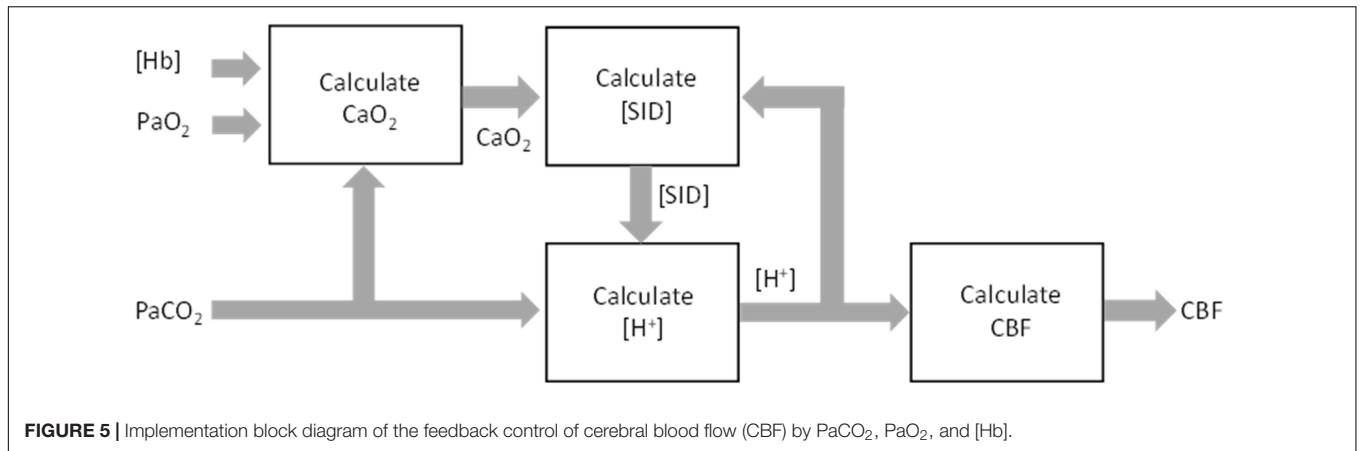 [Hb]
PaO₂
Calculate
CaO₂
CaO₂
Calculate
[SID]
[SID]
PaCO₂
Calculate
[H⁺]
[H⁺]
Calculate
CBF
CBF
FIGURE 5 | Implementation block diagram of the feedback control of cerebral blood flow (CBF) by PaCO₂, PaO₂, and [Hb].